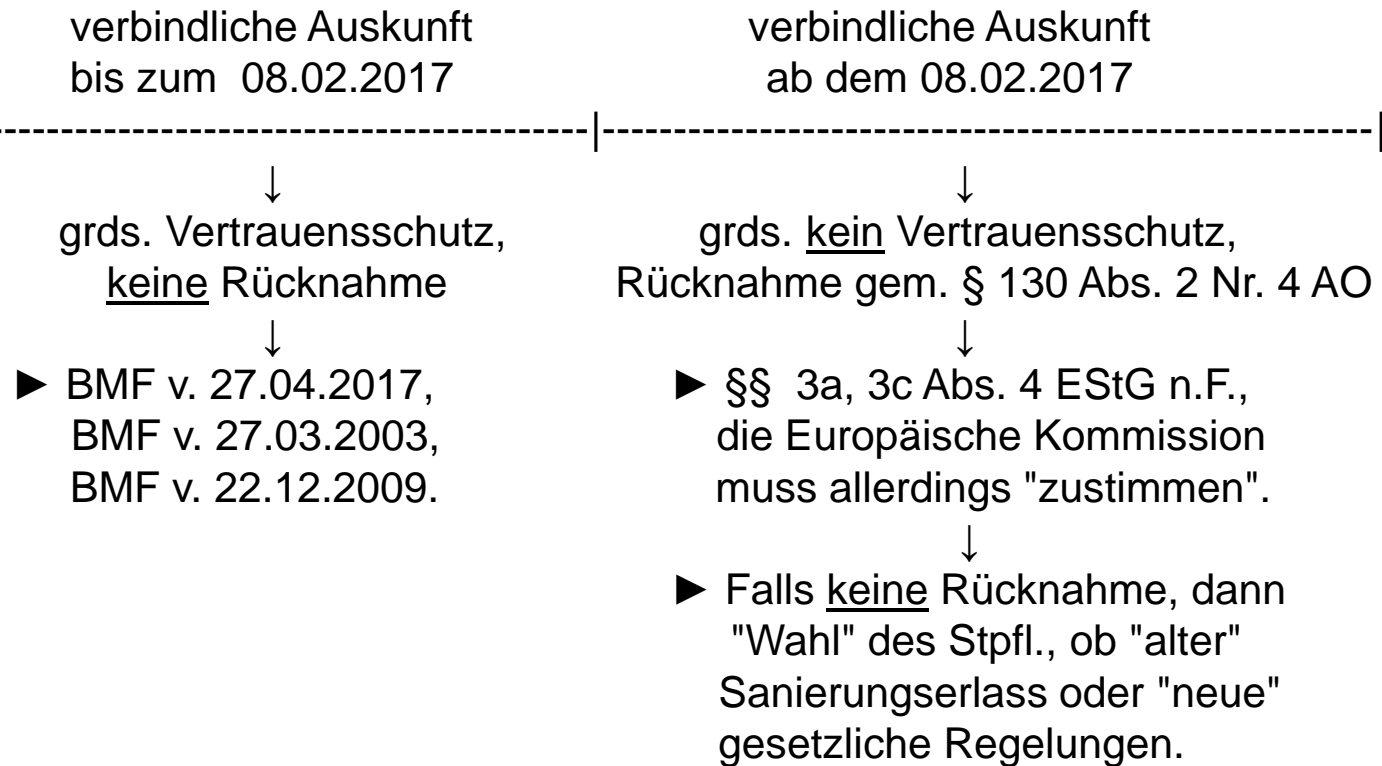 verbindliche Auskunft
bis zum 08.02.2017
verbindliche Auskunft
ab dem 08.02.2017
-------------------------------------------|--------------------------------------------------------|
↓
grds. Vertrauensschutz,
keine Rücknahme
↓
► BMF v. 27.04.2017,
BMF v. 27.03.2003,
BMF v. 22.12.2009.
↓
grds. kein Vertrauensschutz,
Rücknahme gem. § 130 Abs. 2 Nr. 4 AO
↓
► §§ 3a, 3c Abs. 4 EStG n.F.,
die Europäische Kommission
muss allerdings "zustimmen".
↓
► Falls keine Rücknahme, dann
"Wahl" des Stpfl., ob "alter"
Sanierungserlass oder "neue"
gesetzliche Regelungen.